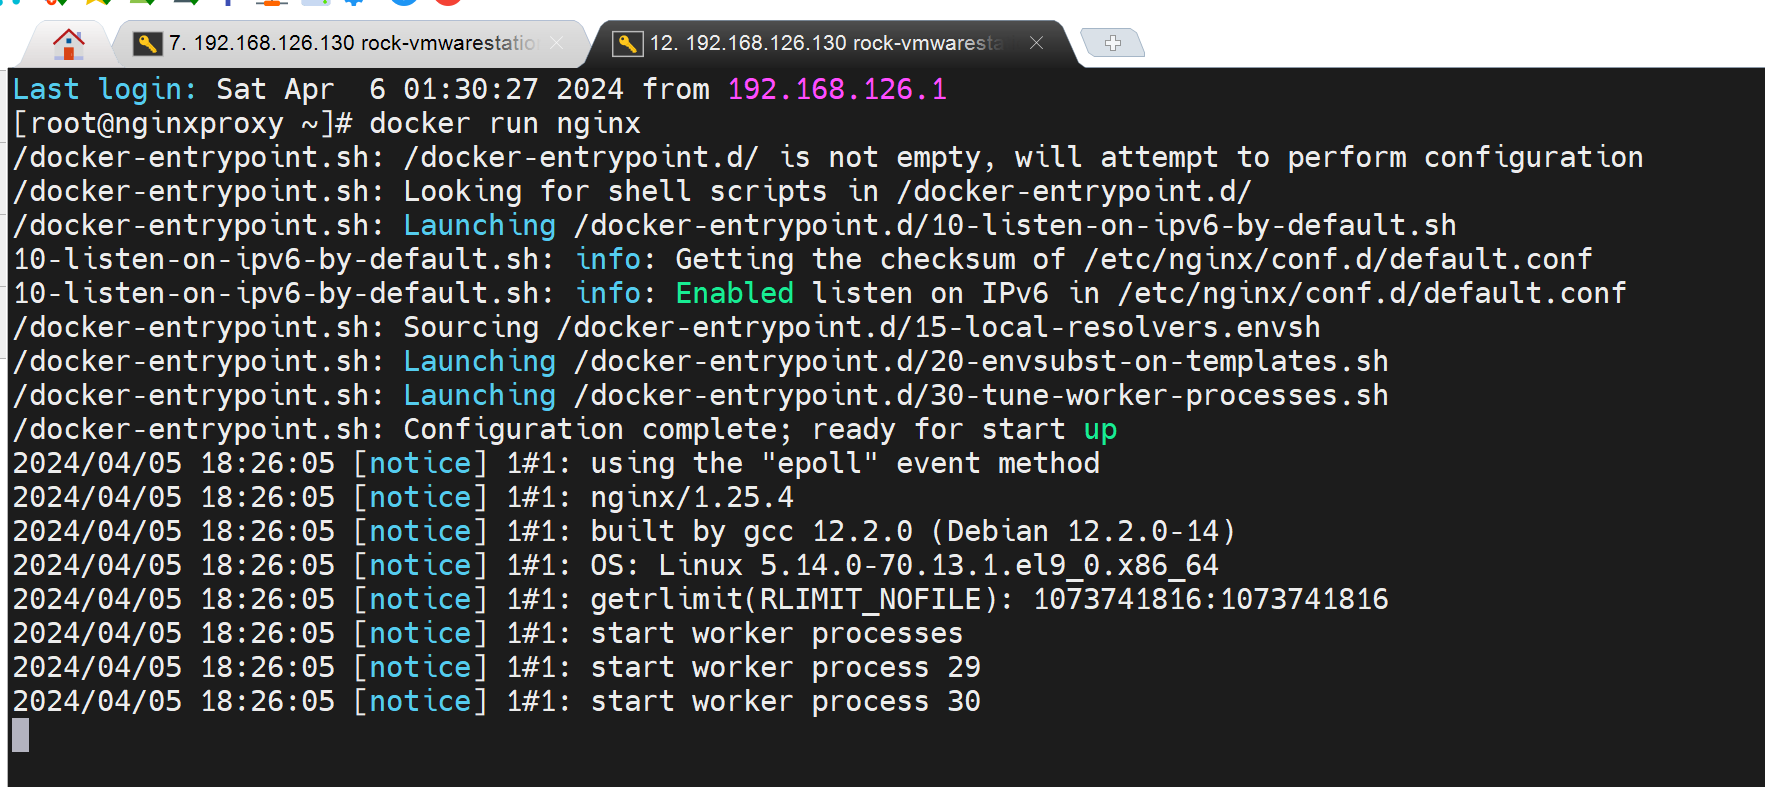 7. 192.168.126.130 rock-vmwarestatio
12. 192.168.126.130 rock-vmwaresta
Last login: Sat Apr  6 01:30:27 2024 from 192.168.126.1
[root@nginxproxy ~]# docker run nginx
/docker-entrypoint.sh: /docker-entrypoint.d/ is not empty, will attempt to perform configuration
/docker-entrypoint.sh: Looking for shell scripts in /docker-entrypoint.d/
/docker-entrypoint.sh: Launching /docker-entrypoint.d/10-listen-on-ipv6-by-default.sh
10-listen-on-ipv6-by-default.sh: info: Getting the checksum of /etc/nginx/conf.d/default.conf
10-listen-on-ipv6-by-default.sh: info: Enabled listen on IPv6 in /etc/nginx/conf.d/default.conf
/docker-entrypoint.sh: Sourcing /docker-entrypoint.d/15-local-resolvers.envsh
/docker-entrypoint.sh: Launching /docker-entrypoint.d/20-envsubst-on-templates.sh
/docker-entrypoint.sh: Launching /docker-entrypoint.d/30-tune-worker-processes.sh
/docker-entrypoint.sh: Configuration complete; ready for start up
2024/04/05 18:26:05 [notice] 1#1: using the "epoll" event method
2024/04/05 18:26:05 [notice] 1#1: nginx/1.25.4
2024/04/05 18:26:05 [notice] 1#1: built by gcc 12.2.0 (Debian 12.2.0-14)
2024/04/05 18:26:05 [notice] 1#1: OS: Linux 5.14.0-70.13.1.el9_0.x86_64
2024/04/05 18:26:05 [notice] 1#1: getrlimit(RLIMIT_NOFILE): 1073741816:1073741816
2024/04/05 18:26:05 [notice] 1#1: start worker processes
2024/04/05 18:26:05 [notice] 1#1: start worker process 29
2024/04/05 18:26:05 [notice] 1#1: start worker process 30